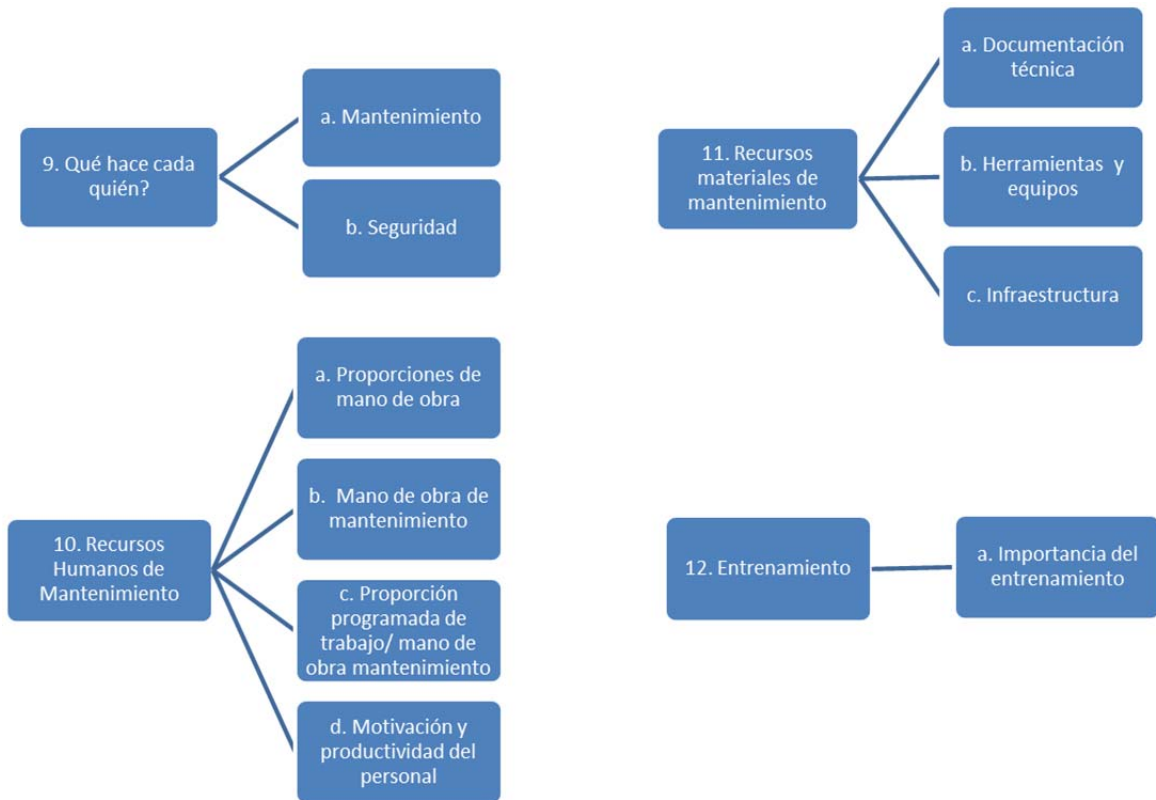 9. Qué hace cada
quién?
a. Mantenimiento
b. Seguridad
10. Recursos
Humanos de
Mantenimiento
a. Proporciones de
mano de obra
b. Mano de obra de
mantenimiento
c. Proporción
programada de
trabajo/ mano de
obra mantenimiento
d. Motivación y
productividad del
personal
11. Recursos
materiales de
mantenimiento
a. Documentación
técnica
b. Herramientas y
equipos
c. Infraestructura
12. Entrenamiento
a. Importancia del
entrenamiento